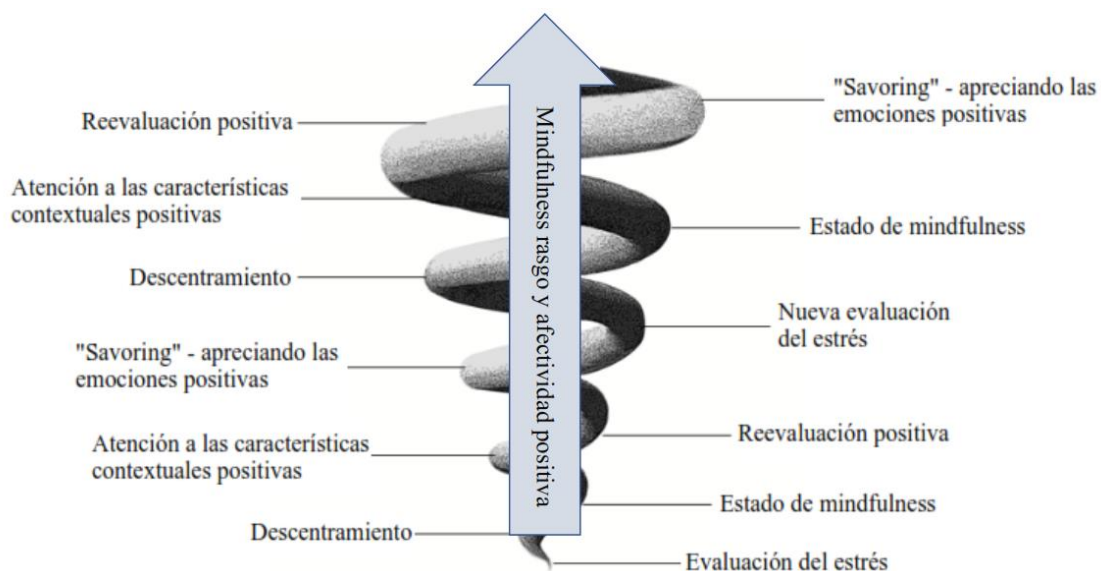 "Savoring" - apreciando las
emociones positivas
Reevaluación positiva
Atención a las características
contextuales positivas
Estado de mindfulness
Descentramiento
Nueva evaluación
del estrés
"Savoring" - apreciando las
emociones positivas
Reevaluación positiva
Atención a las características
contextuales positivas
Estado de mindfulness
Descentramiento
Evaluación del estrés
Mindfulness rasgo y afectividad positiva